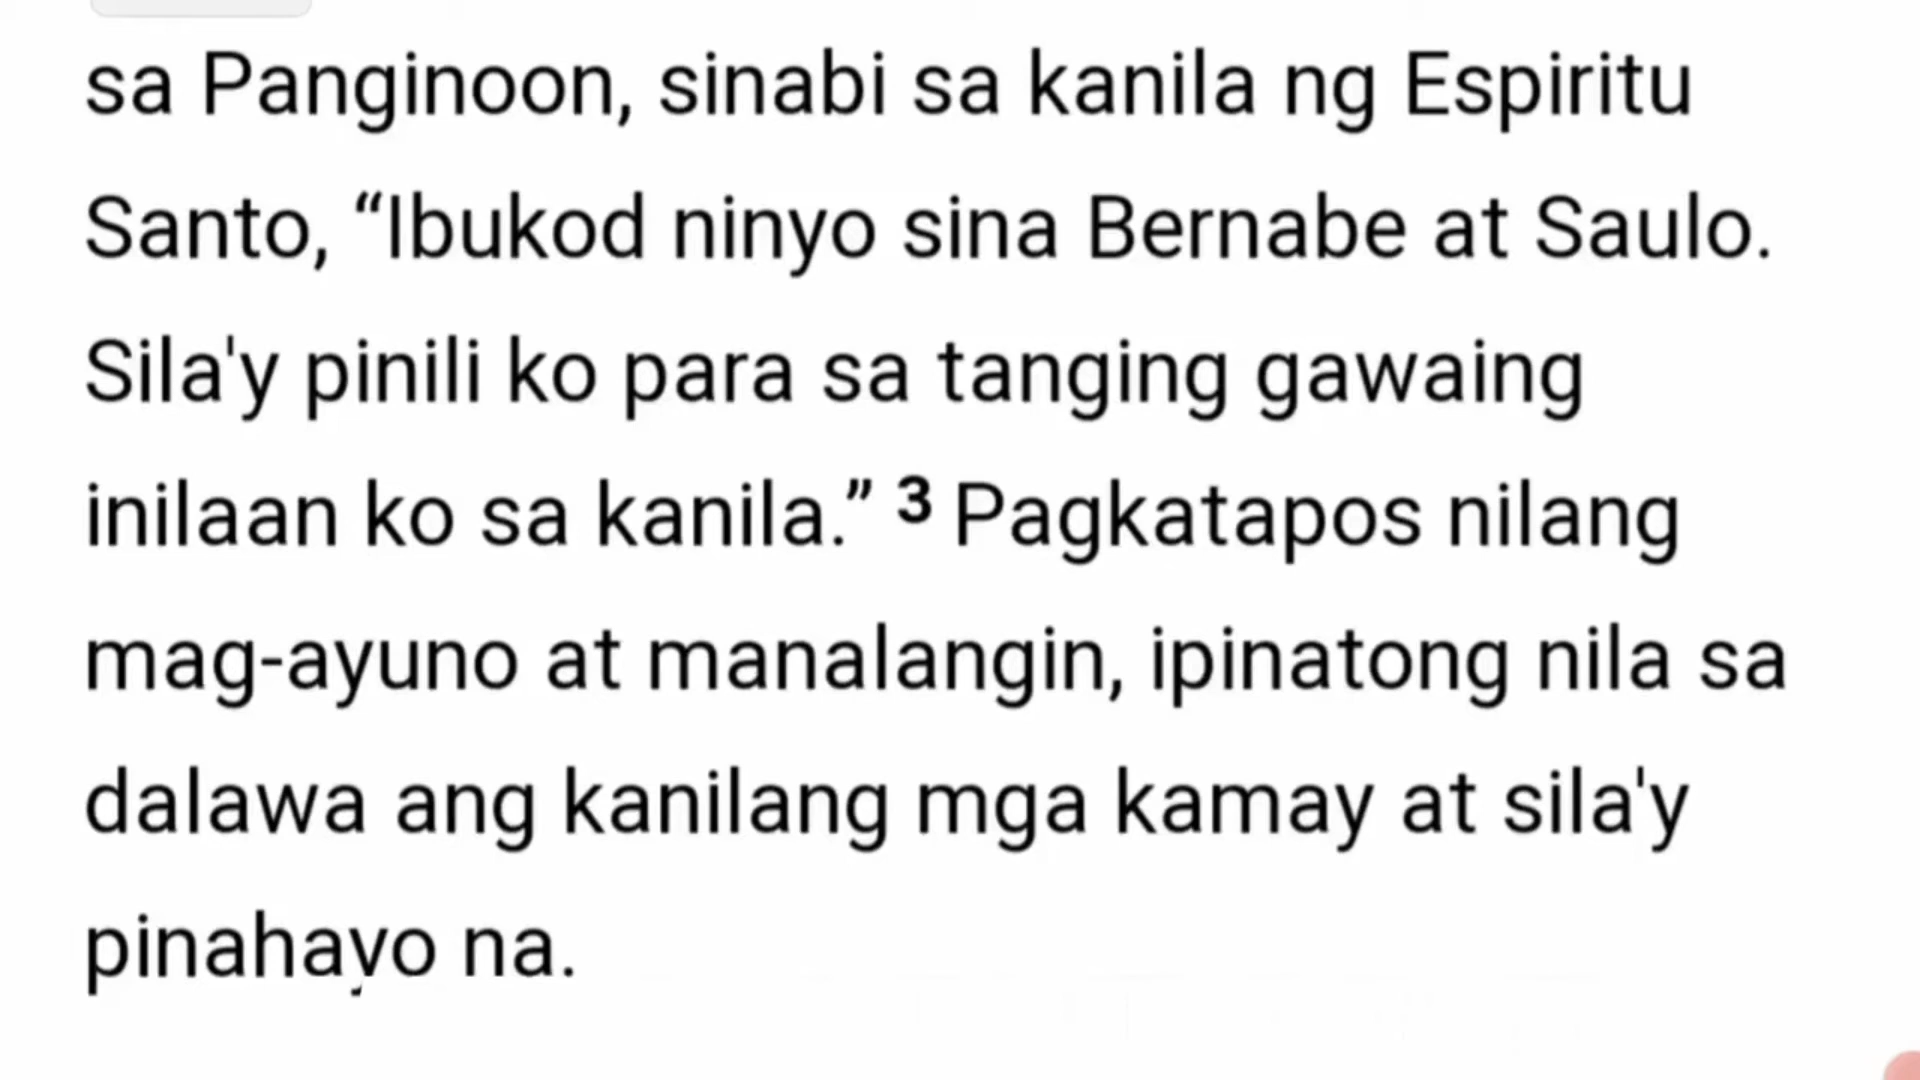 sa Panginoon, sinabi sa kanila ng Espiritu
Santo, “Ibukod ninyo sina Bernabe at Saulo.
Sila'y pinili ko para sa tanging gawaing
inilaan ko sa kanila.” 3 Pagkatapos nilang
mag-ayuno at manalangin, ipinatong nila sa
dalawa ang kanilang mga kamay at sila'y
pinahayo na.